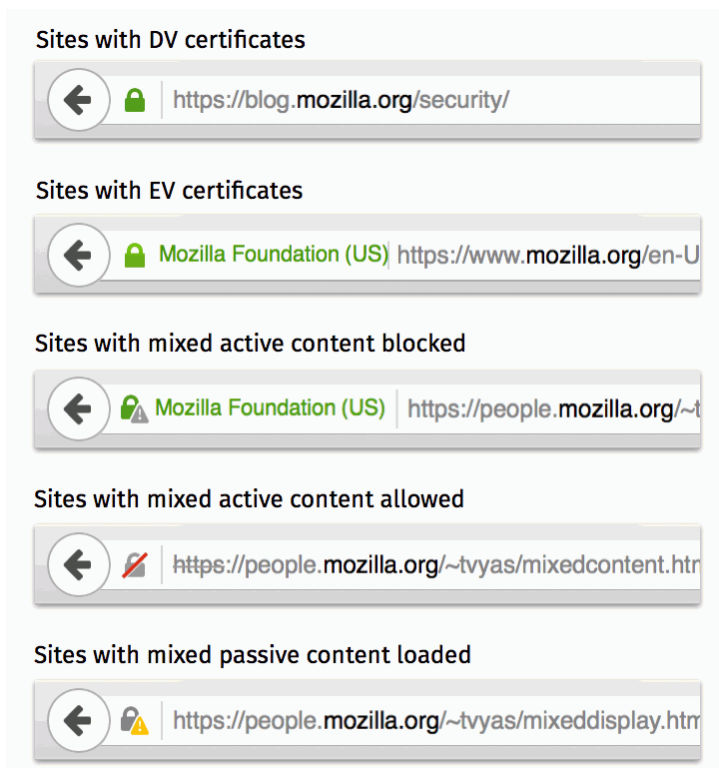 Sites with DV certificates
https://blog.mozilla.org/security/
Sites with EV certificates
Mozilla Foundation (US) https://www.mozilla.org/en-U
Sites with mixed active content blocked
Mozilla Foundation (US) https://people.mozilla.org/~t
Sites with mixed active content allowed
https://people.mozilla.org/~tvyas/mixedcontent.htm
Sites with mixed passive content loaded
https://people.mozilla.org/~tvyas/mixeddisplay.htm